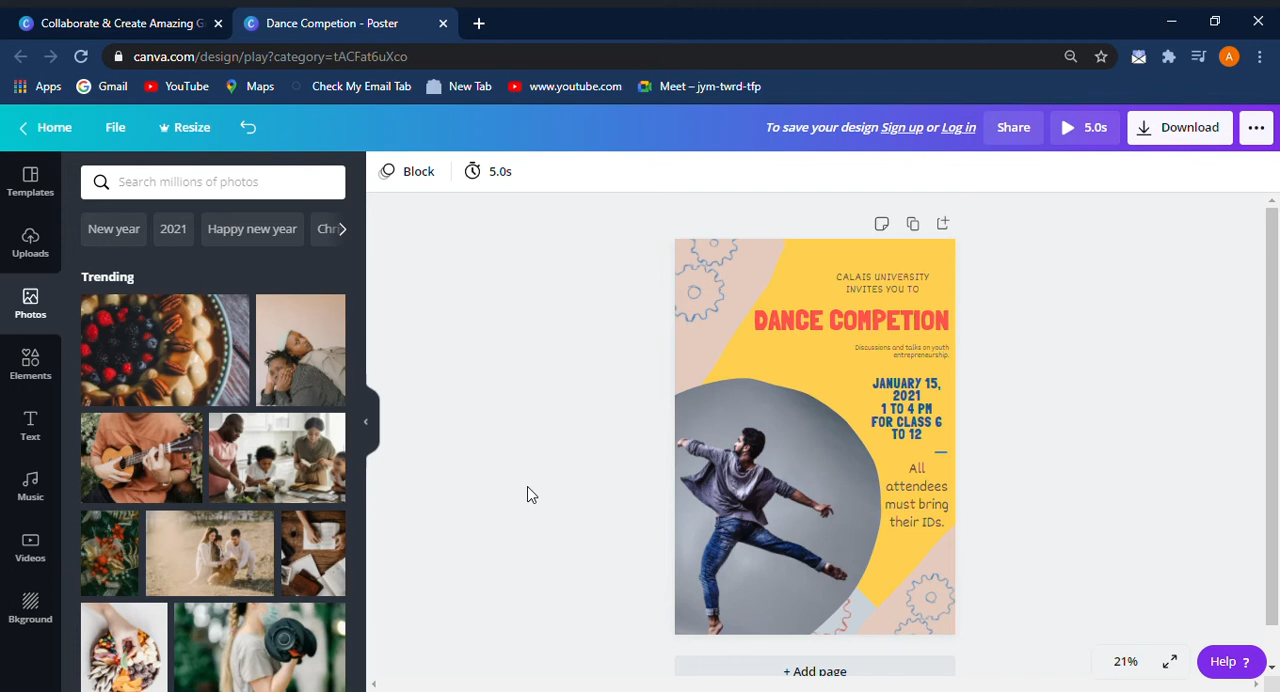 Collaborate & Create Amazing G
Dance Competion - Poster
canva.com/design/play?category=tACFat6uXco
A
Apps
Gmail
YouTube
Maps
Check My Email Tab
New Tab
www.youtube.com
Meet – jym-twrd-tfp
Home
File
Resize
To save your design Sign up or Log in
Share
5.0s
Download
Templates
Uploads
Photos
Elements
Text
Music
Videos
Bkground
Search millions of photos
New year
2021
Happy new year
Chr
Trending
Block
5.0s
CALAIS UNIVERSITY
INVITES YOU TO
DANCE COMPETION
Discussions and talks on youth
entrepreneurship.
JANUARY 15,
2021
1 TO 4 PM
FOR CLASS 6
TO 12
All
attendees
must bring
their IDs.
+ Add page
21%
Help ?